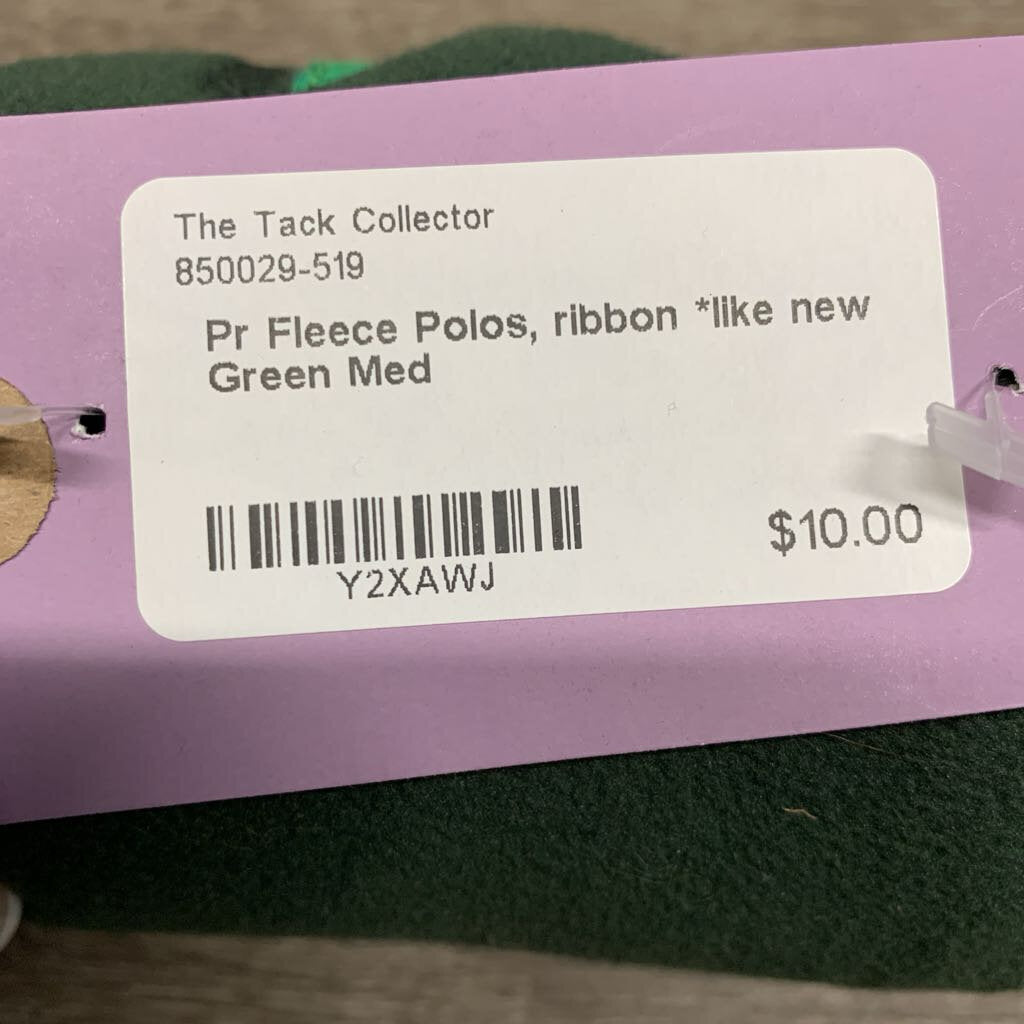 The Tack Collector
850029-519
Pr Fleece Polos, ribbon *like new
Green Med
Y2XAWJ
$10.00